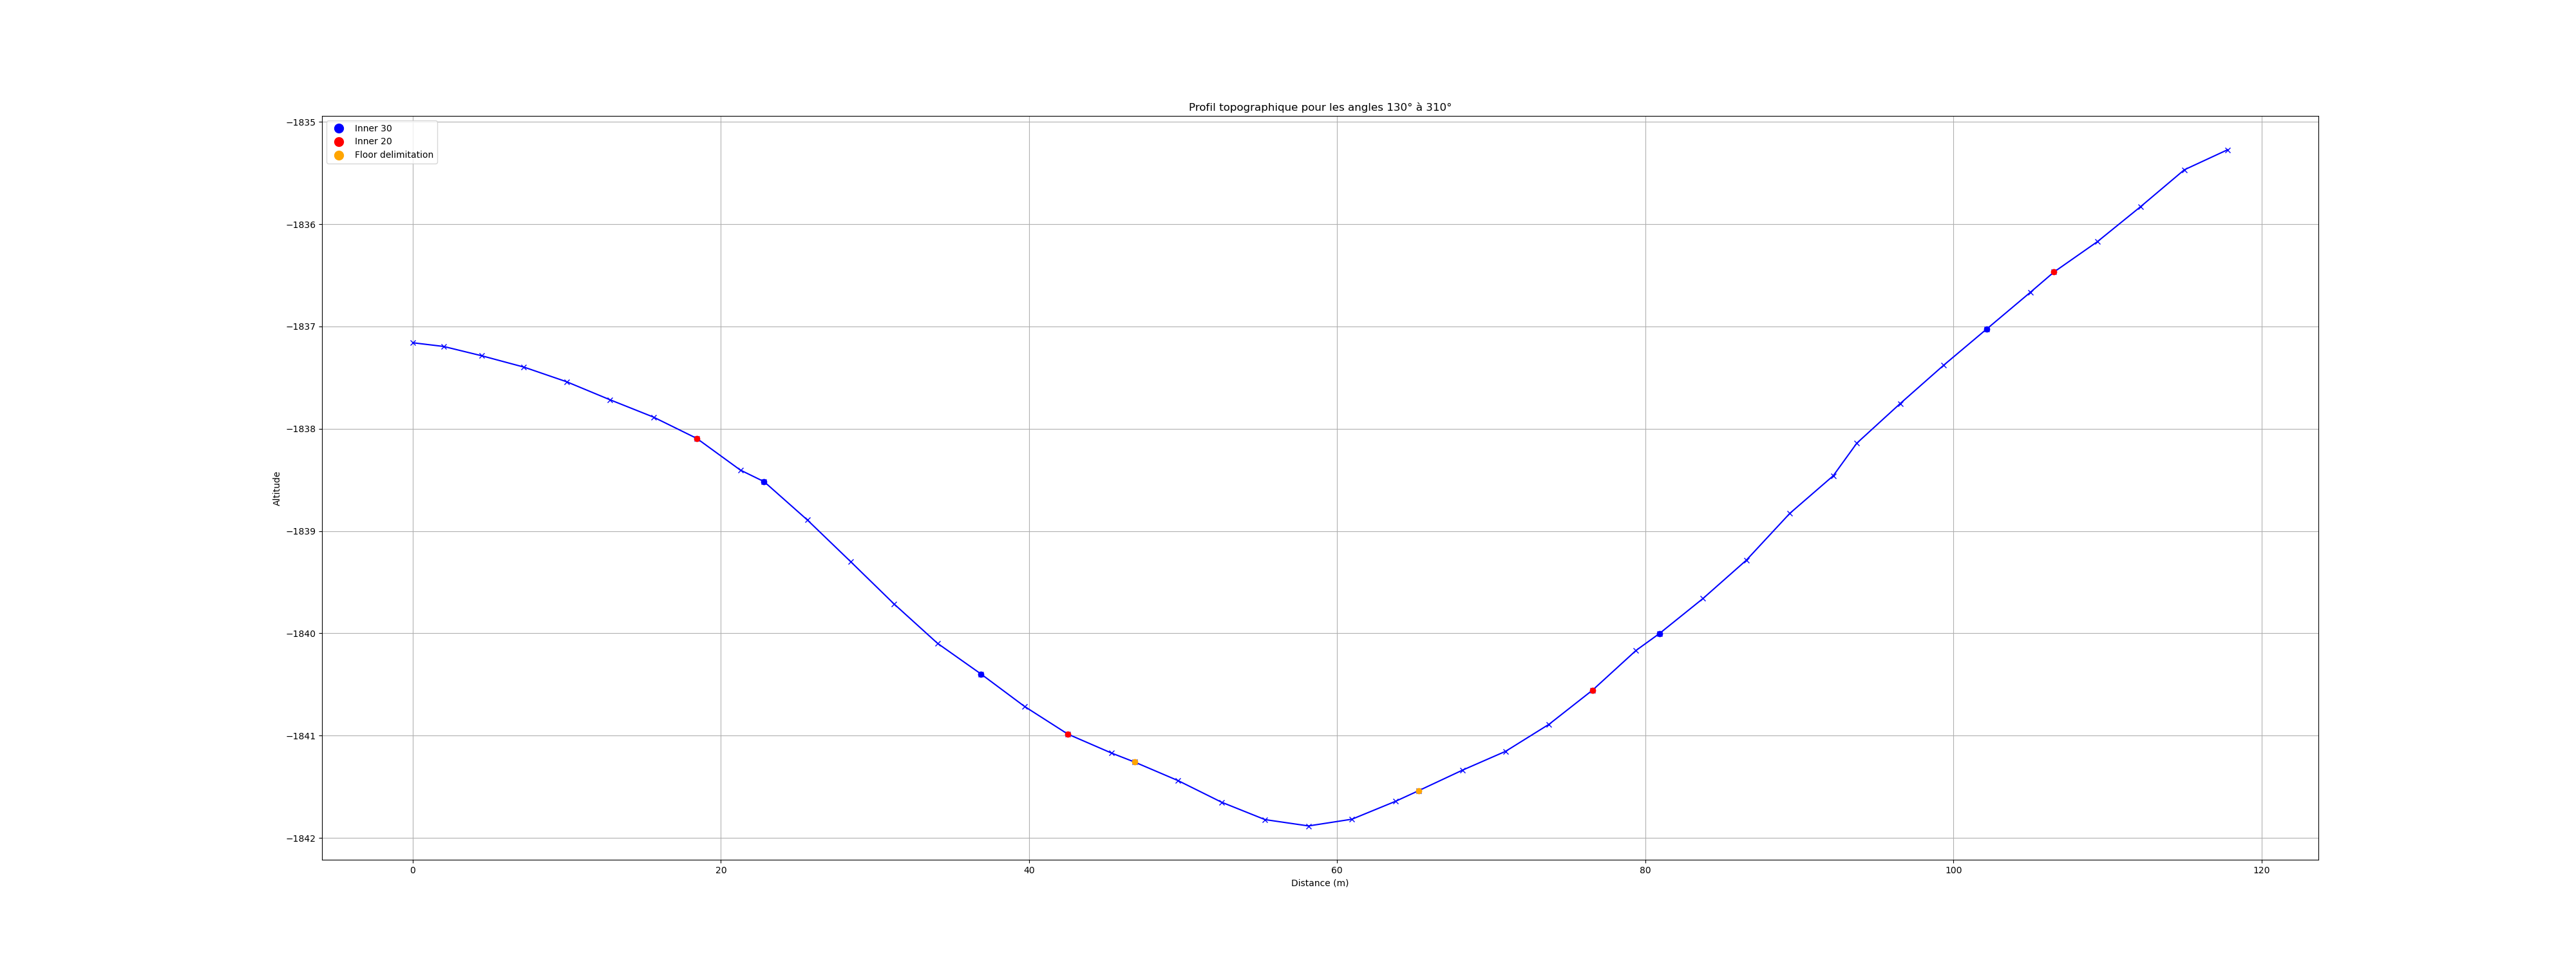 Profil topographique pour les angles 130° à 310°
Inner 30
Inner 20
Floor delimitation
Altitude
−1835
−1836
−1837
−1838
−1839
−1840
−1841
−1842
0 20 40 60 80 100 120
Distance (m)